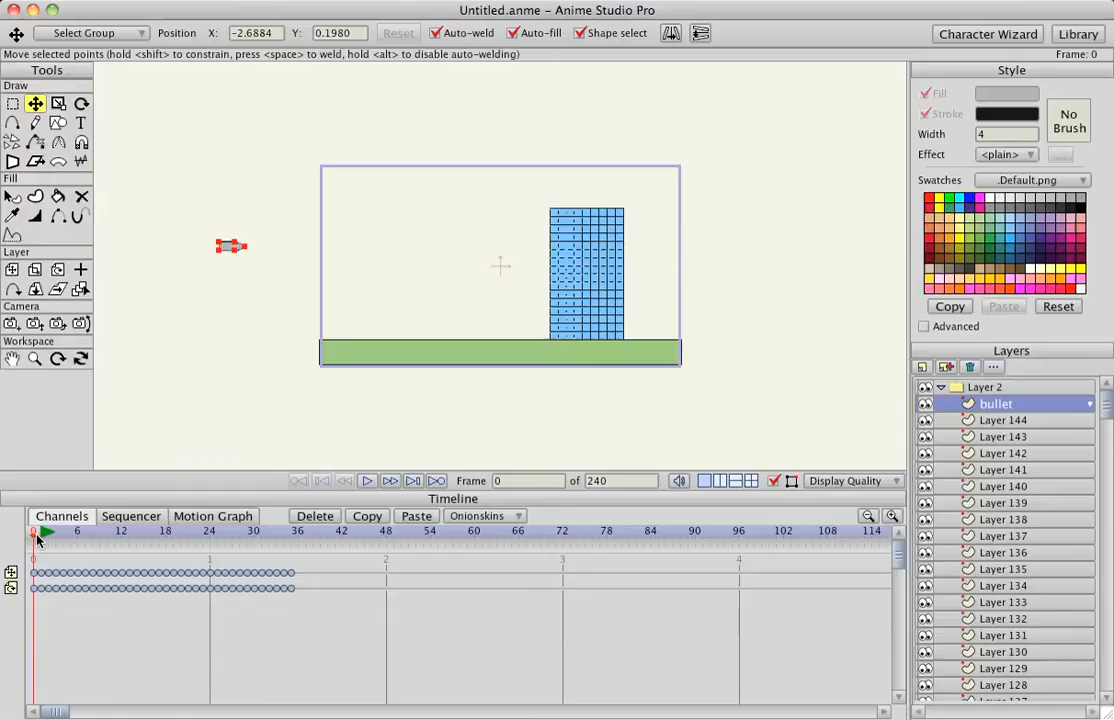 Untitled.anme – Anime Studio Pro
Select Group Position X: -2.6884 Y: 0.1980 Reset Auto-weld Auto-fill Shape select Character Wizard Library
Move selected points (hold <shift> to constrain, press <space> to weld, hold <alt> to disable auto-welding) Frame: 0
Tools
Draw
T
Fill
Layer
Camera
Workspace
Style
Fill
Stroke
No
Brush
Width 4
Effect <plain>
Swatches .Default.png
Copy Paste Reset
Advanced
Layers
Layer 2
bullet
Layer 144
Layer 143
Layer 142
Layer 141
Layer 140
Layer 139
Layer 138
Layer 137
Layer 136
Layer 135
Layer 134
Layer 133
Layer 132
Layer 131
Layer 130
Layer 129
Layer 128
Frame 0 of 240 Display Quality
Timeline
Channels Sequencer Motion Graph Delete Copy Paste Onionskins
0 6 12 18 24 30 36 42 48 54 60 66 72 78 84 90 96 102 108 114
0 1 2 3 4